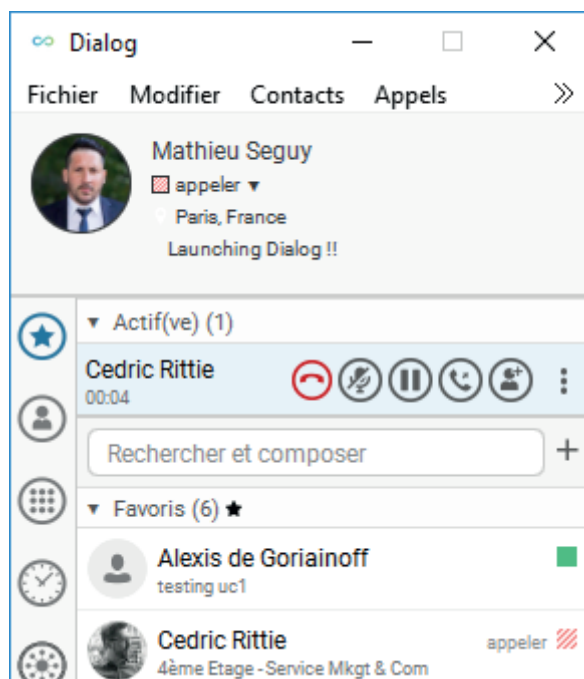 Dialog
Fichier Modifier Contacts Appels
Mathieu Seguy
appeler
Paris, France
Launching Dialog !!
Actif(ve) (1)
Cedric Rittie
00:04
Rechercher et composer
Favoris (6)
Alexis de Goriainoff
testing uc1
Cedric Rittie appeler
4ème Etage - Service Mkgt & Com